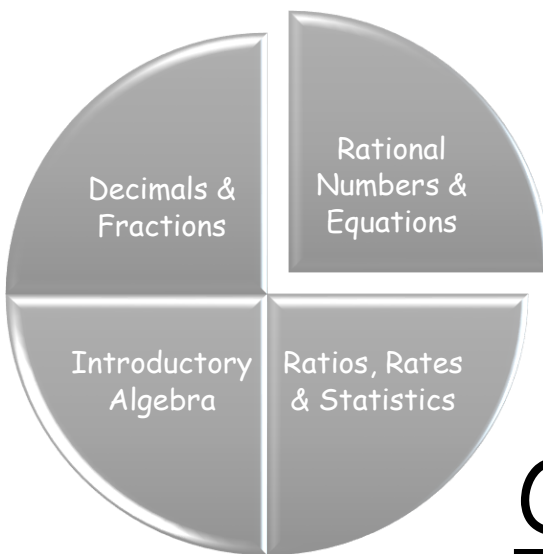 Decimals &
Fractions
Rational
Numbers &
Equations
Introductory
Algebra
Ratios, Rates
& Statistics